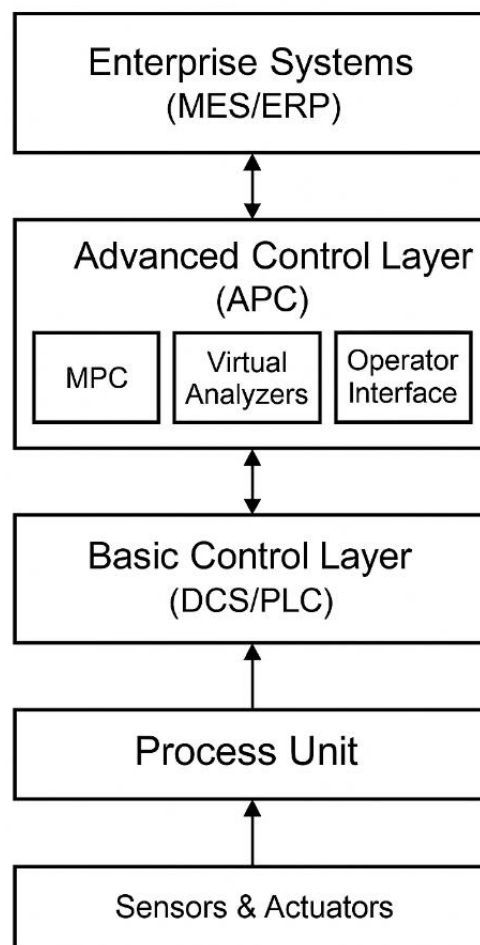 Enterprise Systems
(MES/ERP)
Advanced Control Layer
(APC)
MPC
Virtual
Analyzers
Operator
Interface
Basic Control Layer
(DCS/PLC)
Process Unit
Sensors & Actuators